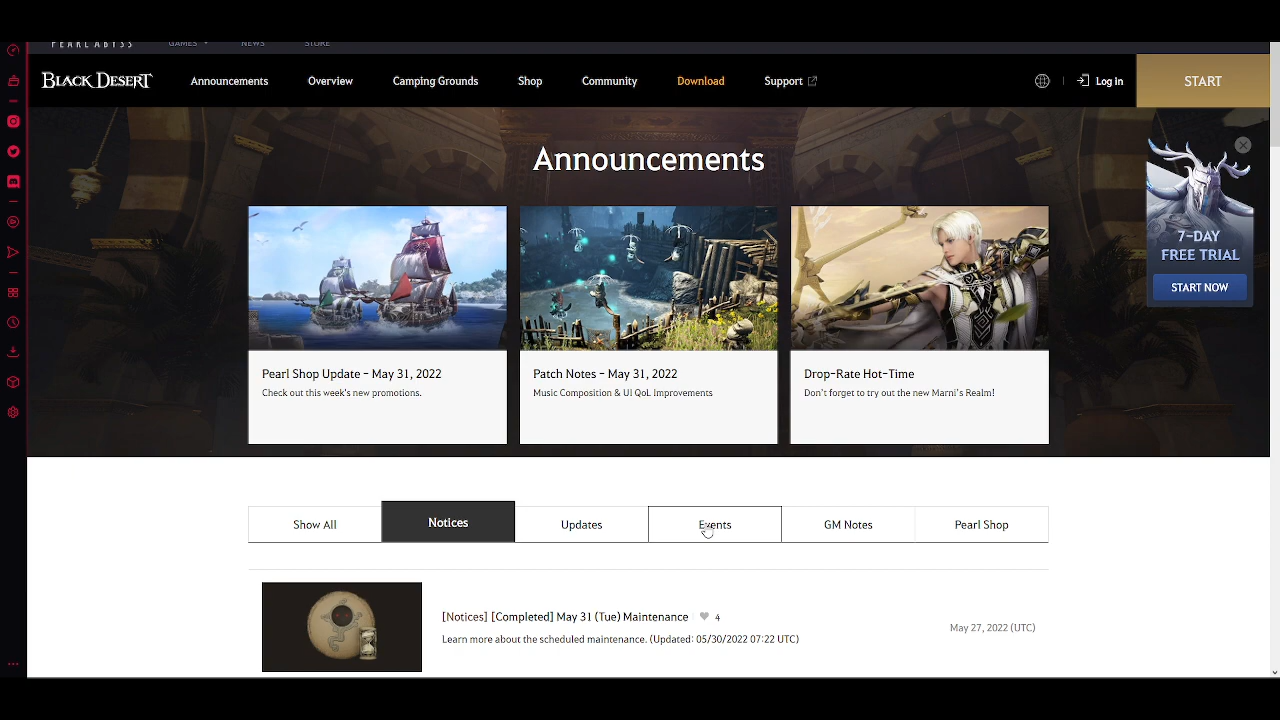 PEARL ABYSS GAMES NEWS STORE
BLACK DESERT Announcements Overview Camping Grounds Shop Community Download Support Log in START
Announcements
7-DAY
FREE TRIAL
START NOW
Pearl Shop Update - May 31, 2022
Check out this week's new promotions.
Patch Notes - May 31, 2022
Music Composition & UI QoL Improvements
Drop-Rate Hot-Time
Don't forget to try out the new Marni's Realm!
Show All Notices Updates Events GM Notes Pearl Shop
[Notices] [Completed] May 31 (Tue) Maintenance 4
Learn more about the scheduled maintenance. (Updated: 05/30/2022 07:22 UTC)
May 27, 2022 (UTC)